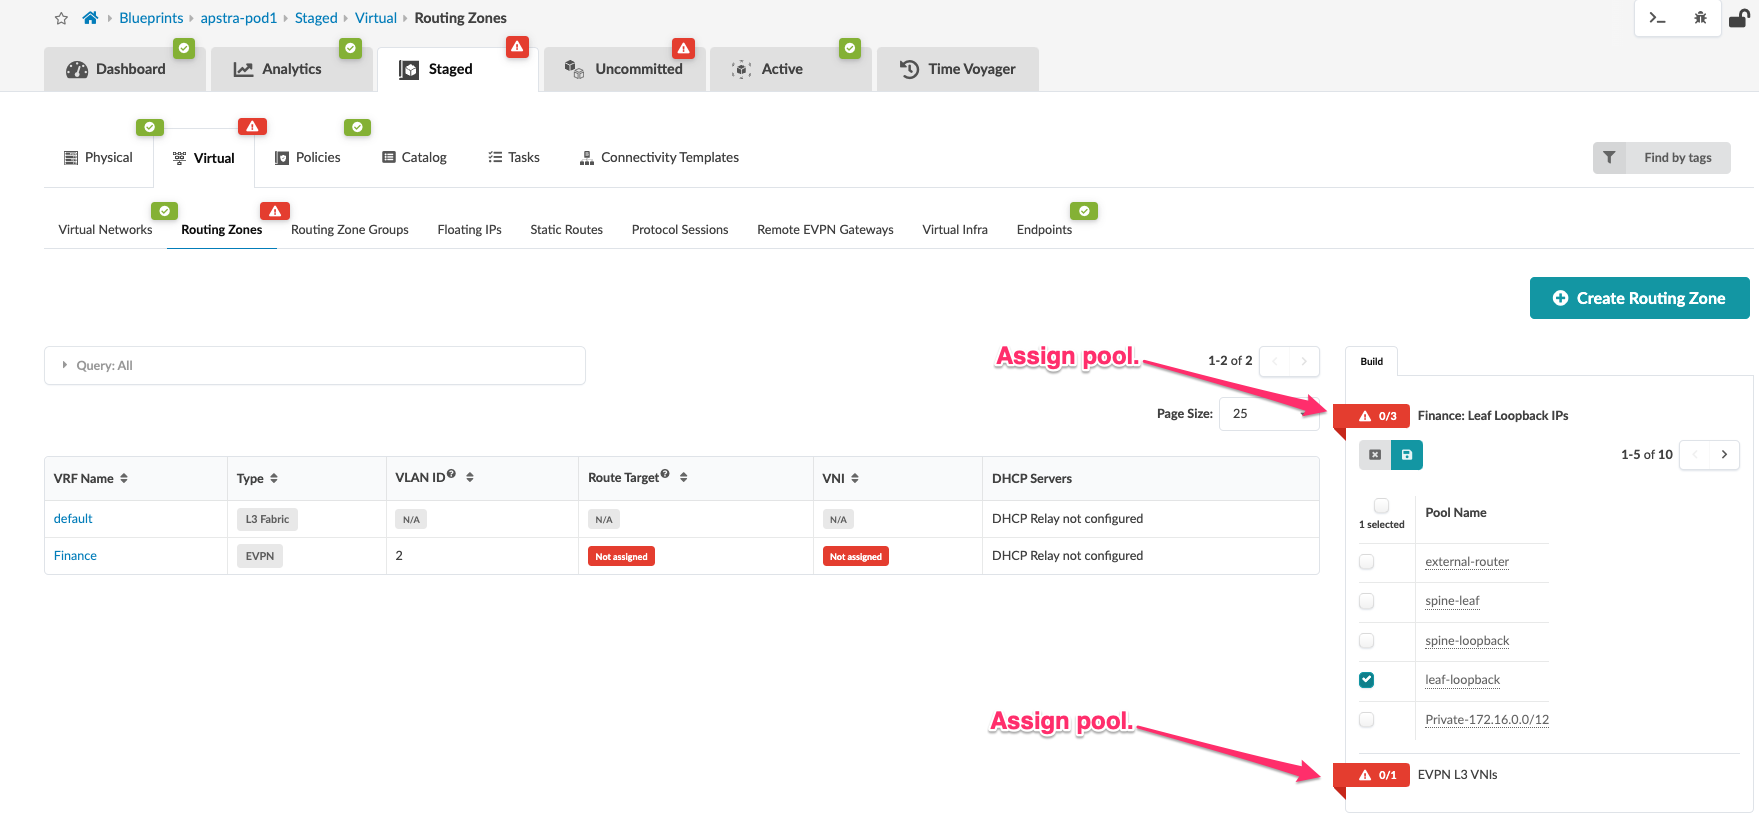 Blueprints apstra-pod1 Staged Virtual Routing Zones
Dashboard Analytics Staged Uncommitted Active Time Voyager
Physical Virtual Policies Catalog Tasks Connectivity Templates
Find by tags
Virtual Networks Routing Zones Routing Zone Groups Floating IPs Static Routes Protocol Sessions Remote EVPN Gateways Virtual Infra Endpoints
Create Routing Zone
Query: All
Assign pool.
1-2 of 2
Page Size: 25
VRF Name Type VLAN ID? Route Target? VNI DHCP Servers
default L3 Fabric N/A N/A N/A DHCP Relay not configured
Finance EVPN 2 Not assigned Not assigned DHCP Relay not configured
Build
0/3 Finance: Leaf Loopback IPs
1-5 of 10
1 selected
Pool Name
external-router
spine-leaf
spine-loopback
leaf-loopback
Private-172.16.0.0/12
Assign pool.
0/1 EVPN L3 VNIs